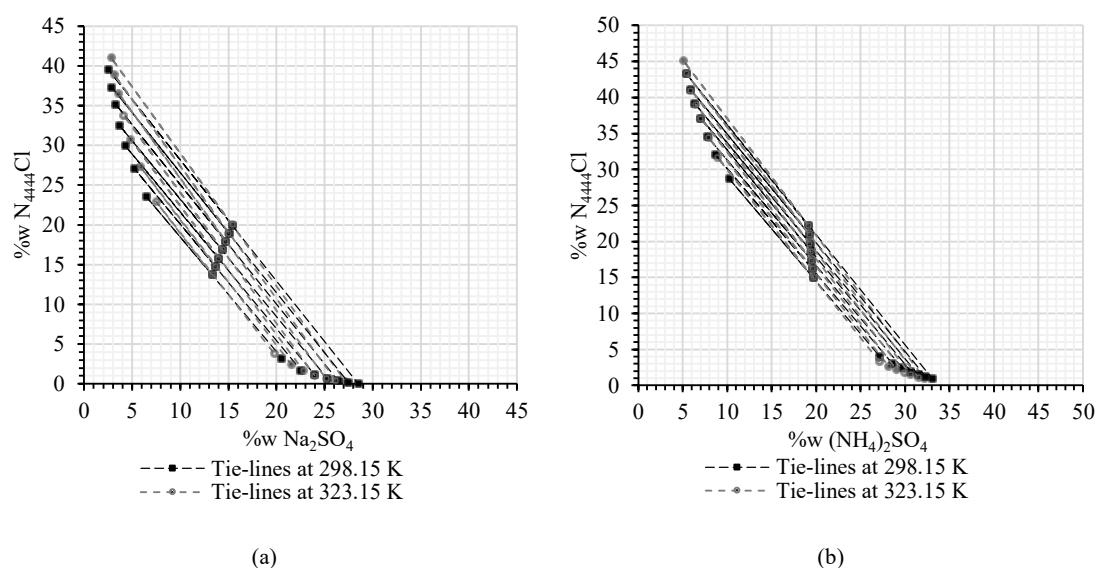 45
40
35
30
25
20
15
10
5
0
%w N₄₄₄₄Cl
0 5 10 15 20 25 30 35 40 45
%w Na₂SO₄
Tie-lines at 298.15 K
Tie-lines at 323.15 K
(a)
50
45
40
35
30
25
20
15
10
5
0
%w N₄₄₄₄Cl
0 5 10 15 20 25 30 35 40 45 50
%w (NH₄)₂SO₄
Tie-lines at 298.15 K
Tie-lines at 323.15 K
(b)